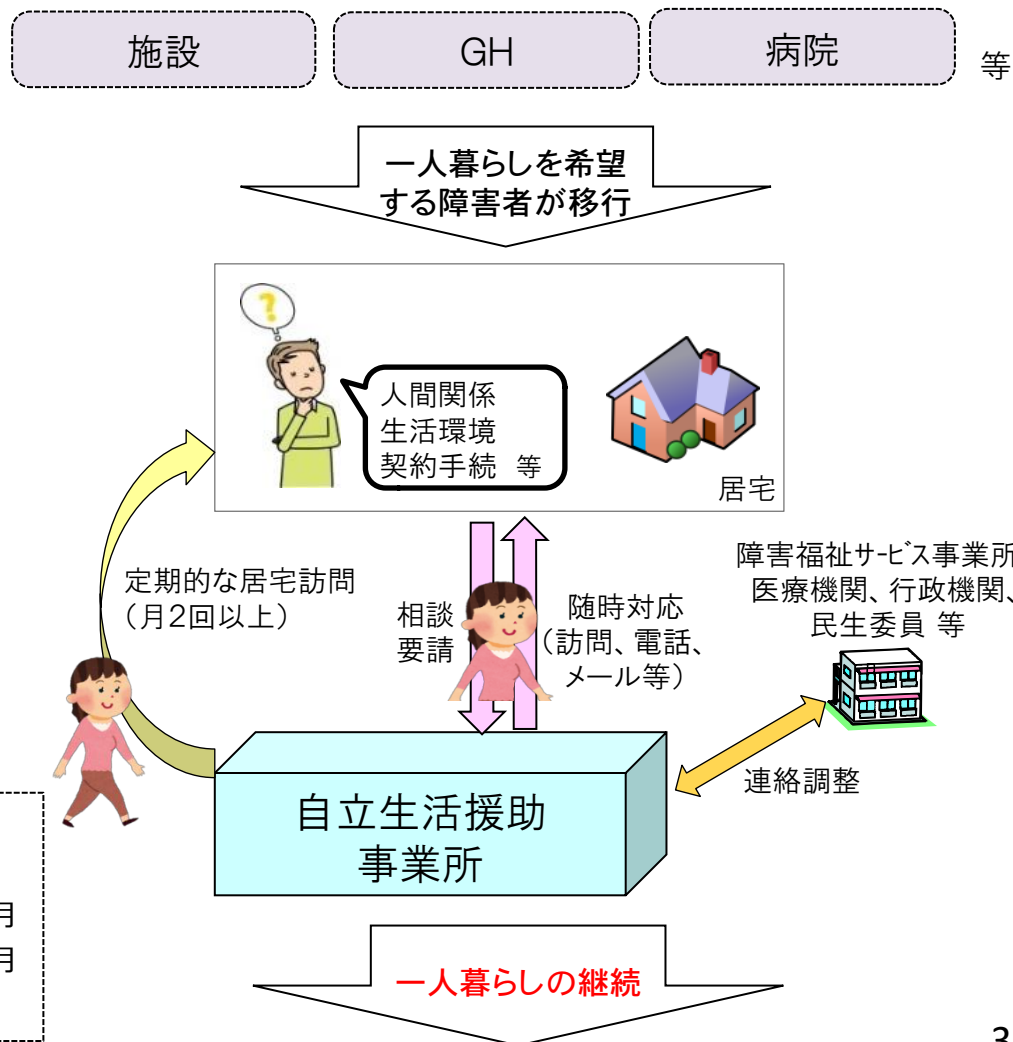 施設
GH
病院
等
一人暮らしを希望
する障害者が移行
?
人間関係
生活環境
契約手続 等
居宅
定期的な居宅訪問
(月2回以上)
相談
要請
随時対応
(訪問、電話、
メール等)
障害福祉サービス事業所
医療機関、行政機関、
民生委員 等
連絡調整
自立生活援助
事業所
月
月
一人暮らしの継続
3